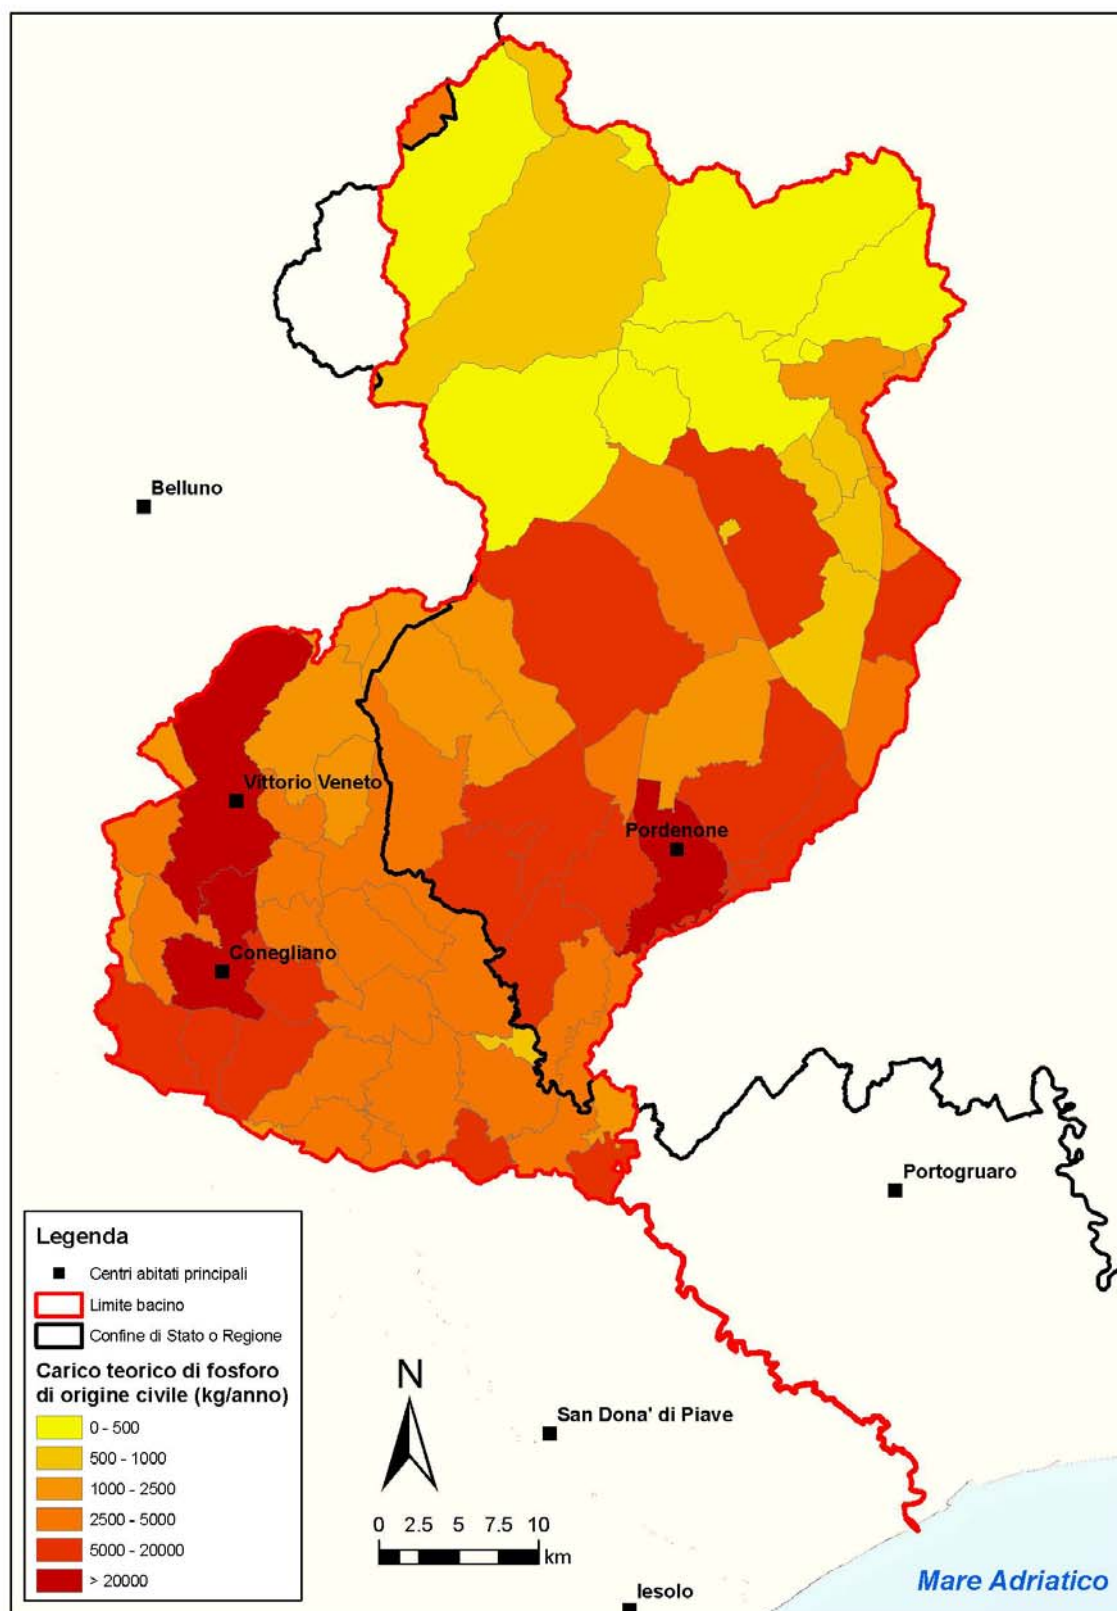 Belluno
Vittorio Veneto
Pordenone
Conegliano
Portogruaro
Legenda
Centri abitati principali
Limite bacino
Confine di Stato o Regione
Carico teorico di fosforo
di origine civile (kg/anno)
0 - 500
500 - 1000
1000 - 2500
2500 - 5000
5000 - 20000
> 20000
N
0 2.5 5 7.5 10
km
San Dona' di Piave
Iesolo
Mare Adriatico